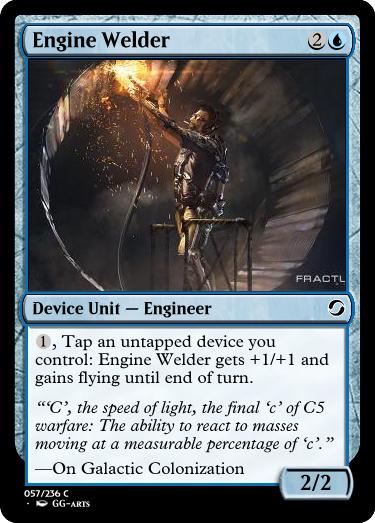 Engine Welder 2
FRACTL
Device Unit — Engineer
1, Tap an untapped device you
control: Engine Welder gets +1/+1 and
gains flying until end of turn.
“‘C’, the speed of light, the final ‘c’ of C5
warfare: The ability to react to masses
moving at a measurable percentage of ‘c’.”
—On Galactic Colonization
2/2
057/236 C
· GG-ARTS